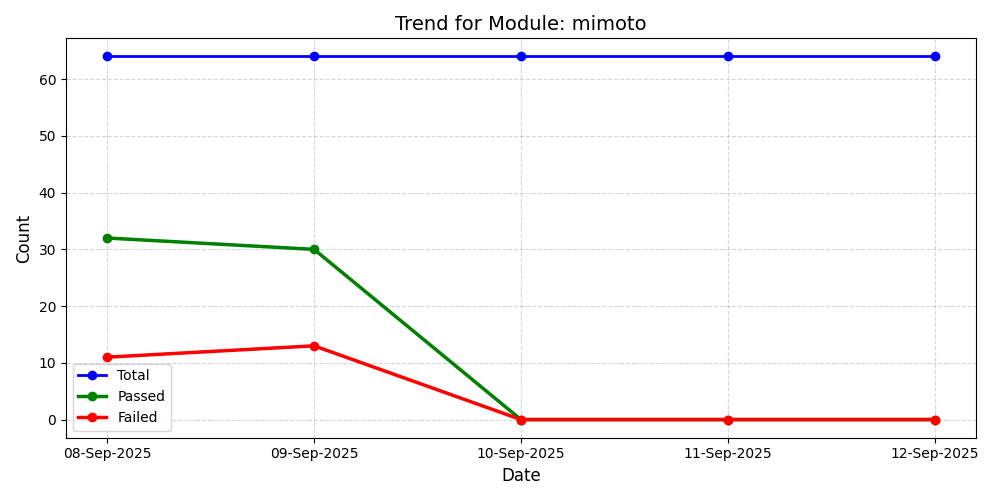 Trend for Module: mimoto
Count
60
50
40
30
20
10
0
Total
Passed
Failed
08-Sep-2025
09-Sep-2025
10-Sep-2025
11-Sep-2025
12-Sep-2025
Date